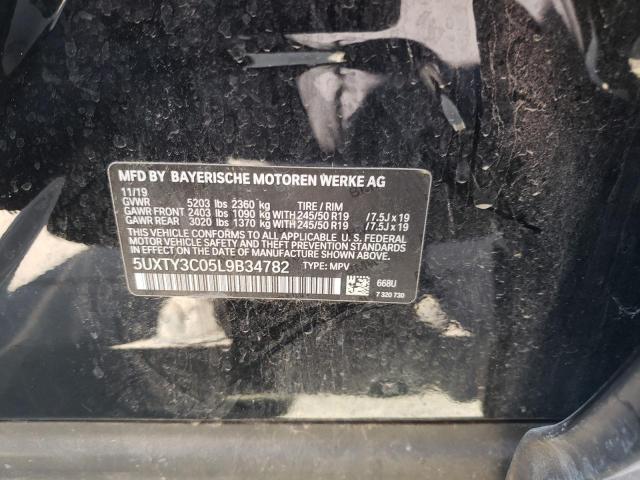 MFD BY BAYERISCHE MOTOREN WERKE AG
11/19
GVWR 5203 lbs 2360 kg TIRE / RIM
GAWR FRONT 2403 lbs 1090 kg 245/50 R19 /7.5J x 19
GAWR REAR 3020 lbs 1370 kg 245/50 R19 /7.5J x 19
THIS VEHICLE CONFORMS TO ALL APPLICABLE U. S. FEDERAL
MOTOR VEHICLE SAFETY AND THEFT PREVENTION STANDARDS
IN EFFECT ON THE DATE OF MANUFACTURE SHOWN ABOVE.
5UXTY3C05L9B34782 TYPE: MPV
668U
7 320 730